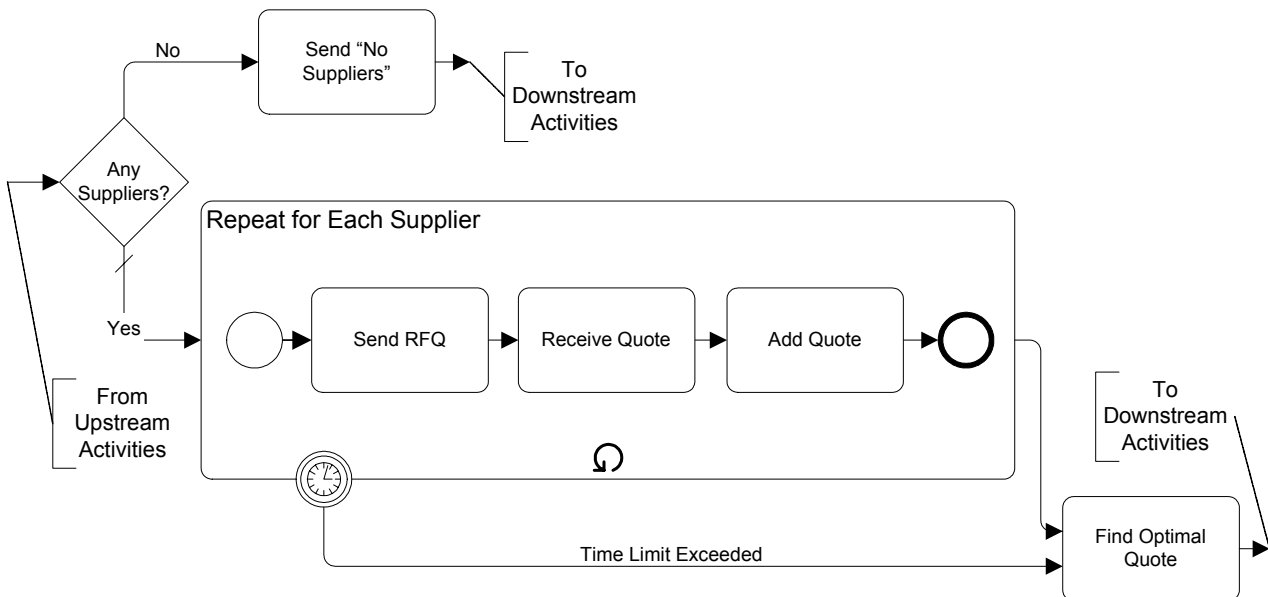 No
Send “No
Suppliers”
To
Downstream
Activities
Any
Suppliers?
Repeat for Each Supplier
Yes
Send RFQ
Receive Quote
Add Quote
From
Upstream
Activities
To
Downstream
Activities
Time Limit Exceeded
Find Optimal
Quote